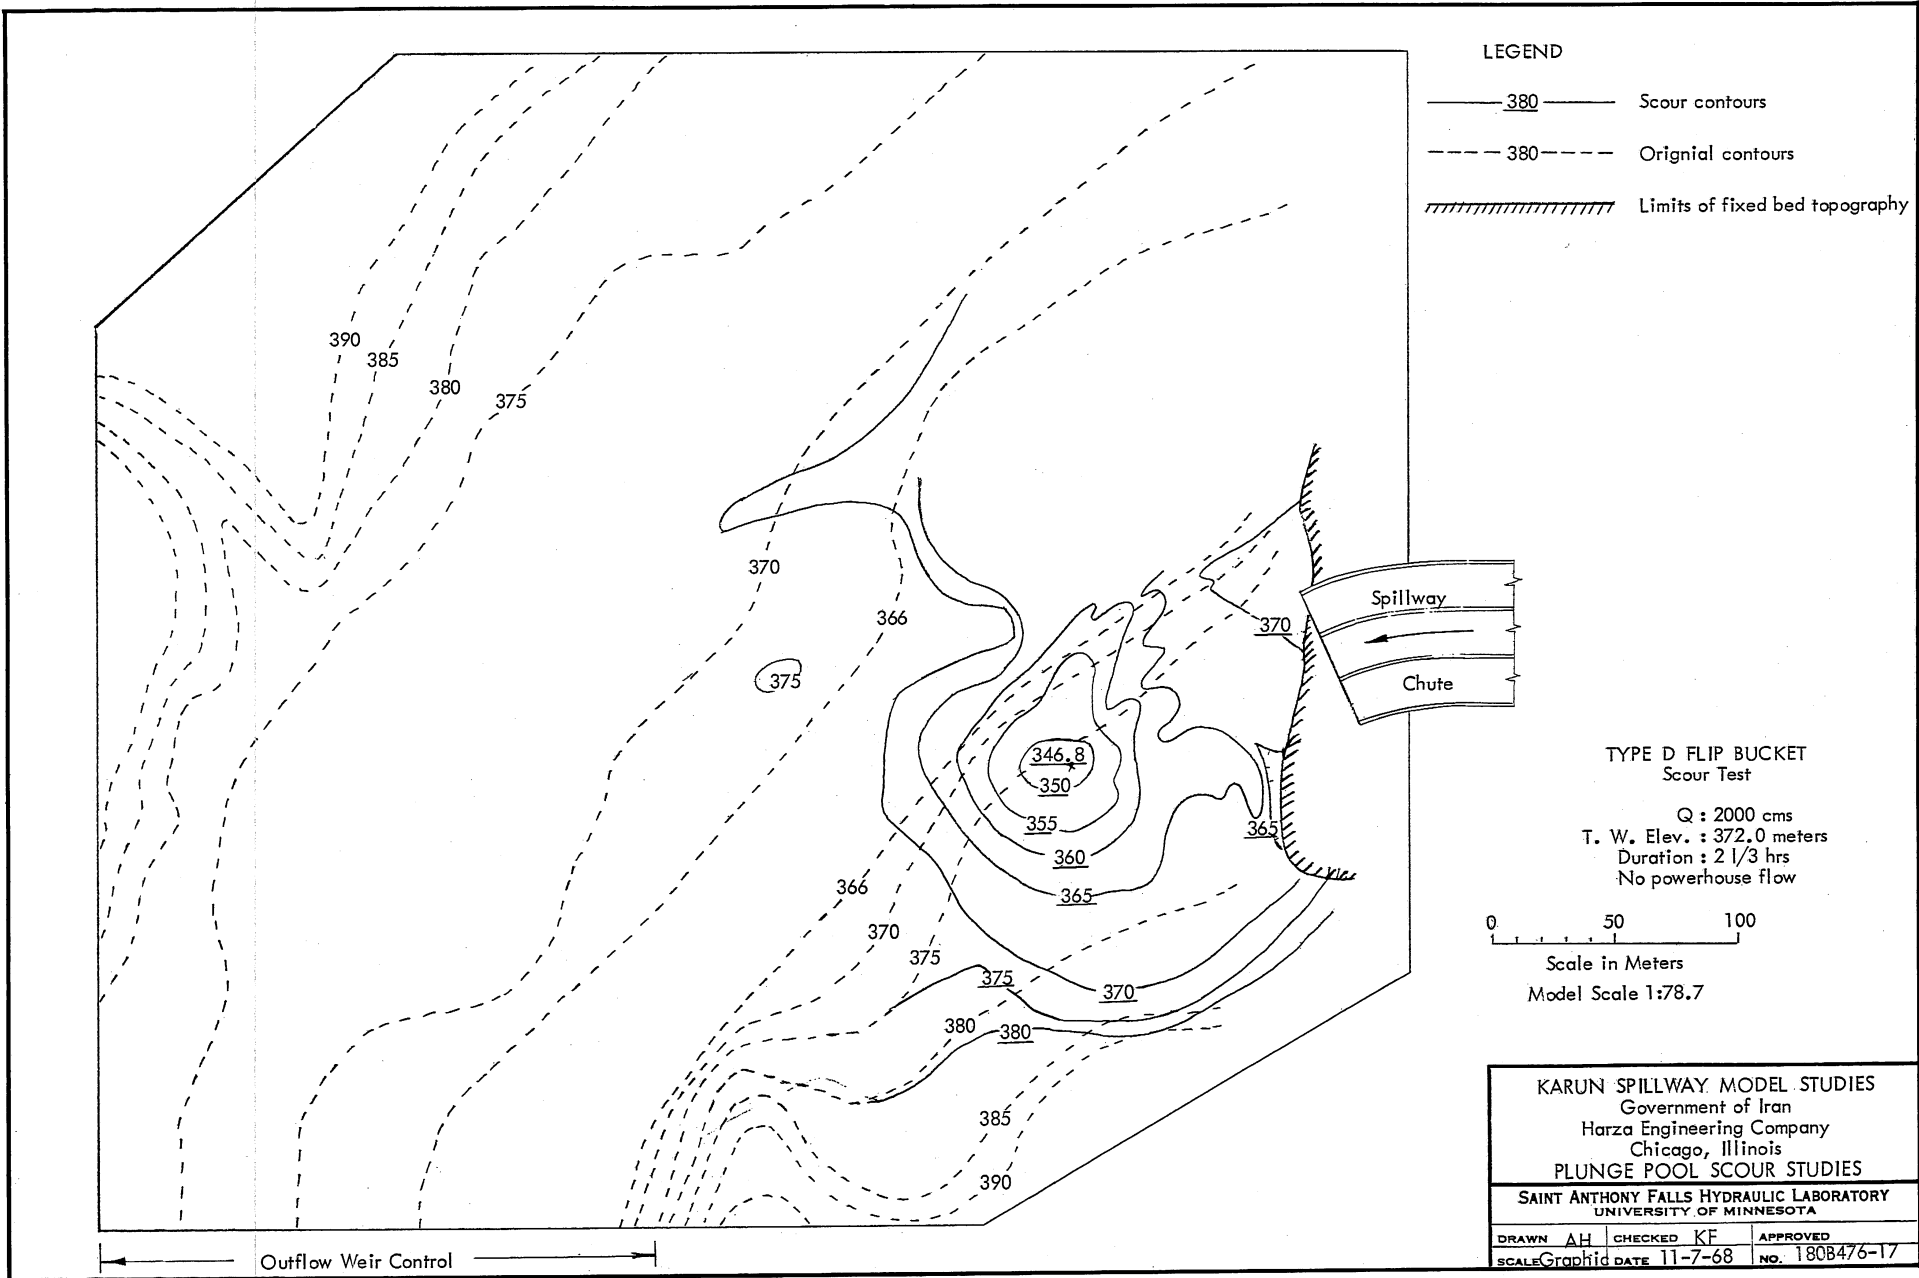 LEGEND
380 Scour contours
380 Orignial contours
Limits of fixed bed topography
390
385
380
375
370
366
375
370
Spillway
Chute
346.8
350
355
360
365
365
366
370
375
375
370
380
380
385
390
TYPE D FLIP BUCKET
Scour Test
Q : 2000 cms
T. W. Elev. : 372.0 meters
Duration : 2 1/3 hrs
No powerhouse flow
0 50 100
Scale in Meters
Model Scale 1:78.7
Outflow Weir Control
KARUN SPILLWAY MODEL STUDIES
Government of Iran
Harza Engineering Company
Chicago, Illinois
PLUNGE POOL SCOUR STUDIES
SAINT ANTHONY FALLS HYDRAULIC LABORATORY
UNIVERSITY OF MINNESOTA
DRAWN AH CHECKED KF APPROVED
SCALE Graphic DATE 11-7-68 NO. 180B476-17